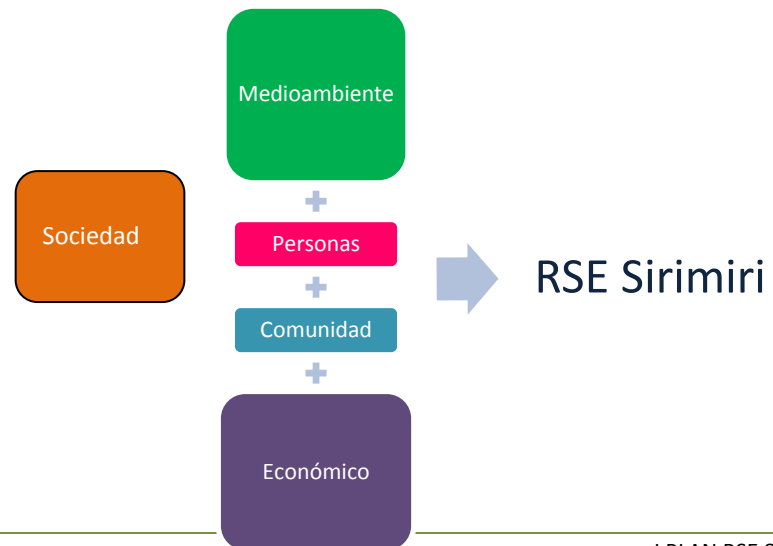 Medioambiente
Sociedad
Personas
Comunidad
RSE Sirimiri
Económico